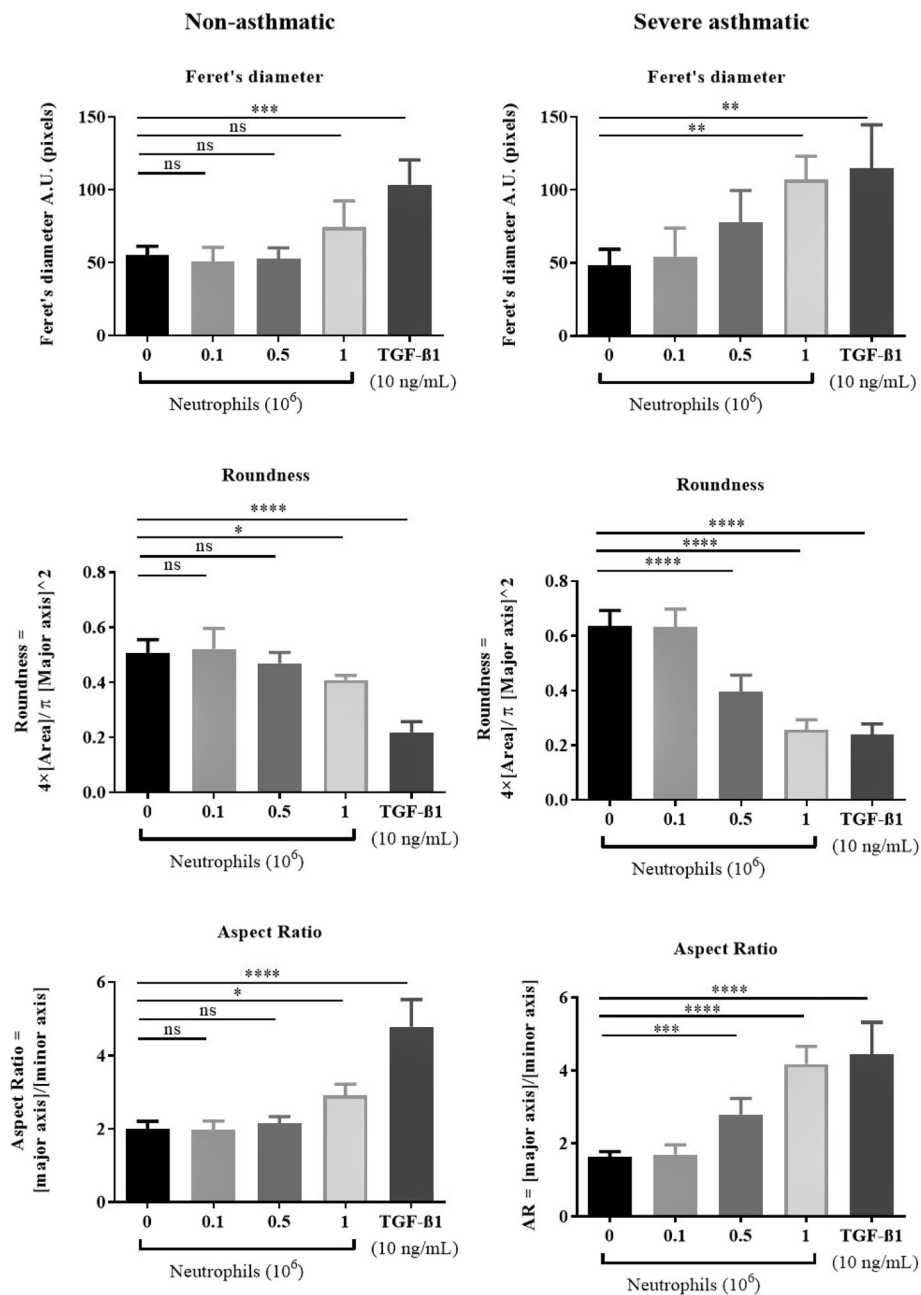 Non-asthmatic
Feret's diameter
Feret's diameter A.U. (pixels)
***
ns
ns
ns
150
100
50
0
0 0.1 0.5 1 TGF-ß1
(10 ng/mL)
Neutrophils (10^6)
Severe asthmatic
Feret's diameter
Feret's diameter A.U. (pixels)
**
**
150
100
50
0
0 0.1 0.5 1 TGF-ß1
(10 ng/mL)
Neutrophils (10^6)
Roundness
Roundness =
4×[Area]/ π [Major axis]^2
****
*
ns
ns
0.8
0.6
0.4
0.2
0.0
0 0.1 0.5 1 TGF-ß1
(10 ng/mL)
Neutrophils (10^6)
Roundness
Roundness =
4×[Area]/ π [Major axis]^2
****
****
****
0.8
0.6
0.4
0.2
0.0
0 0.1 0.5 1 TGF-ß1
(10 ng/mL)
Neutrophils (10^6)
Aspect Ratio
Aspect Ratio =
[major axis]/[minor axis]
****
*
ns
ns
6
4
2
0
0 0.1 0.5 1 TGF-ß1
(10 ng/mL)
Neutrophils (10^6)
Aspect Ratio
AR = [major axis]/[minor axis]
****
****
***
6
4
2
0
0 0.1 0.5 1 TGF-ß1
(10 ng/mL)
Neutrophils (10^6)